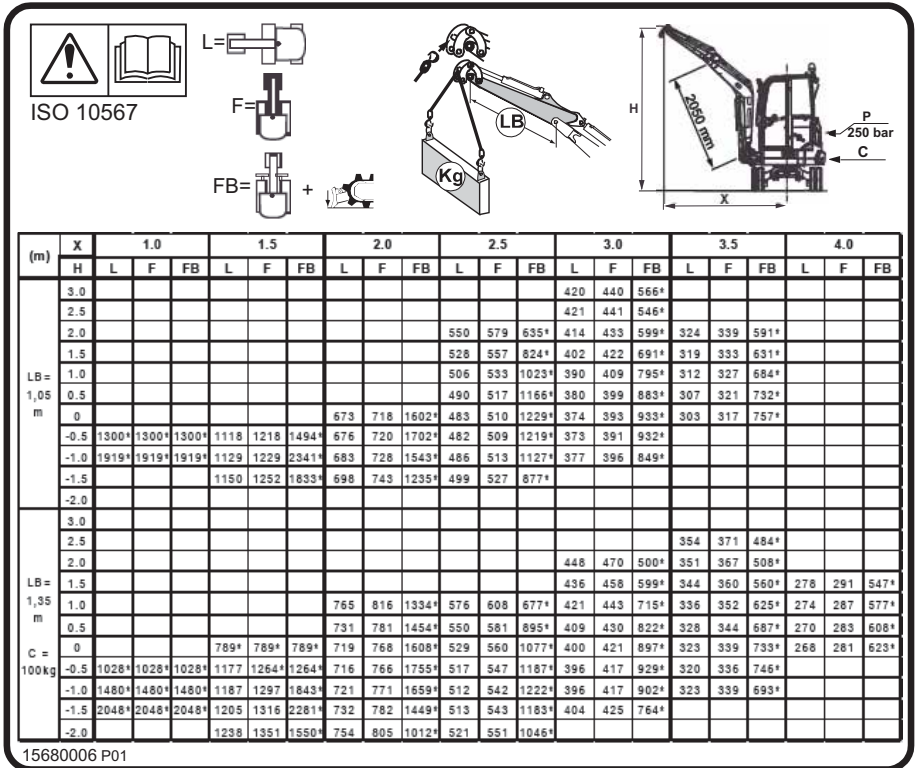 ISO 10567
L=
F=
FB= +
LB
Kg
H
2050 mm
P
250 bar
C
X
(m) X 1.0 1.5 2.0 2.5 3.0 3.5 4.0
H L F FB L F FB L F FB L F FB L F FB L F FB L F FB
LB= 1,05 m
3.0 420 440 566*
2.5 421 441 546*
2.0 550 579 635* 414 433 599* 324 339 591*
1.5 528 557 824* 402 422 691* 319 333 631*
1.0 506 533 1023* 390 409 795* 312 327 684*
0.5 490 517 1166* 380 399 883* 307 321 732*
0 673 718 1602* 483 510 1229* 374 393 933* 303 317 757*
-0.5 1300* 1300* 1300* 1118 1218 1494* 676 720 1702* 482 509 1219* 373 391 932*
-1.0 1919* 1919* 1919* 1129 1229 2341* 683 728 1543* 486 513 1127* 377 396 849*
-1.5 1150 1252 1833* 698 743 1235* 499 527 877*
-2.0
LB= 1,35 m C = 100kg
3.0
2.5 354 371 484*
2.0 448 470 500* 351 367 508*
1.5 436 458 599* 344 360 560* 278 291 547*
1.0 765 816 1334* 576 608 677* 421 443 715* 336 352 625* 274 287 577*
0.5 731 781 1454* 550 581 895* 409 430 822* 328 344 687* 270 283 608*
0 789* 789* 789* 719 768 1608* 529 560 1077* 400 421 897* 323 339 733* 268 281 623*
-0.5 1028* 1028* 1028* 1177 1264* 1264* 716 766 1755* 517 547 1187* 396 417 929* 320 336 746*
-1.0 1480* 1480* 1480* 1187 1297 1843* 721 771 1659* 512 542 1222* 396 417 902* 323 339 693*
-1.5 2048* 2048* 2048* 1205 1316 2281* 732 782 1449* 513 543 1183* 404 425 764*
-2.0 1238 1351 1550* 754 805 1012* 521 551 1046*
15680006 P01